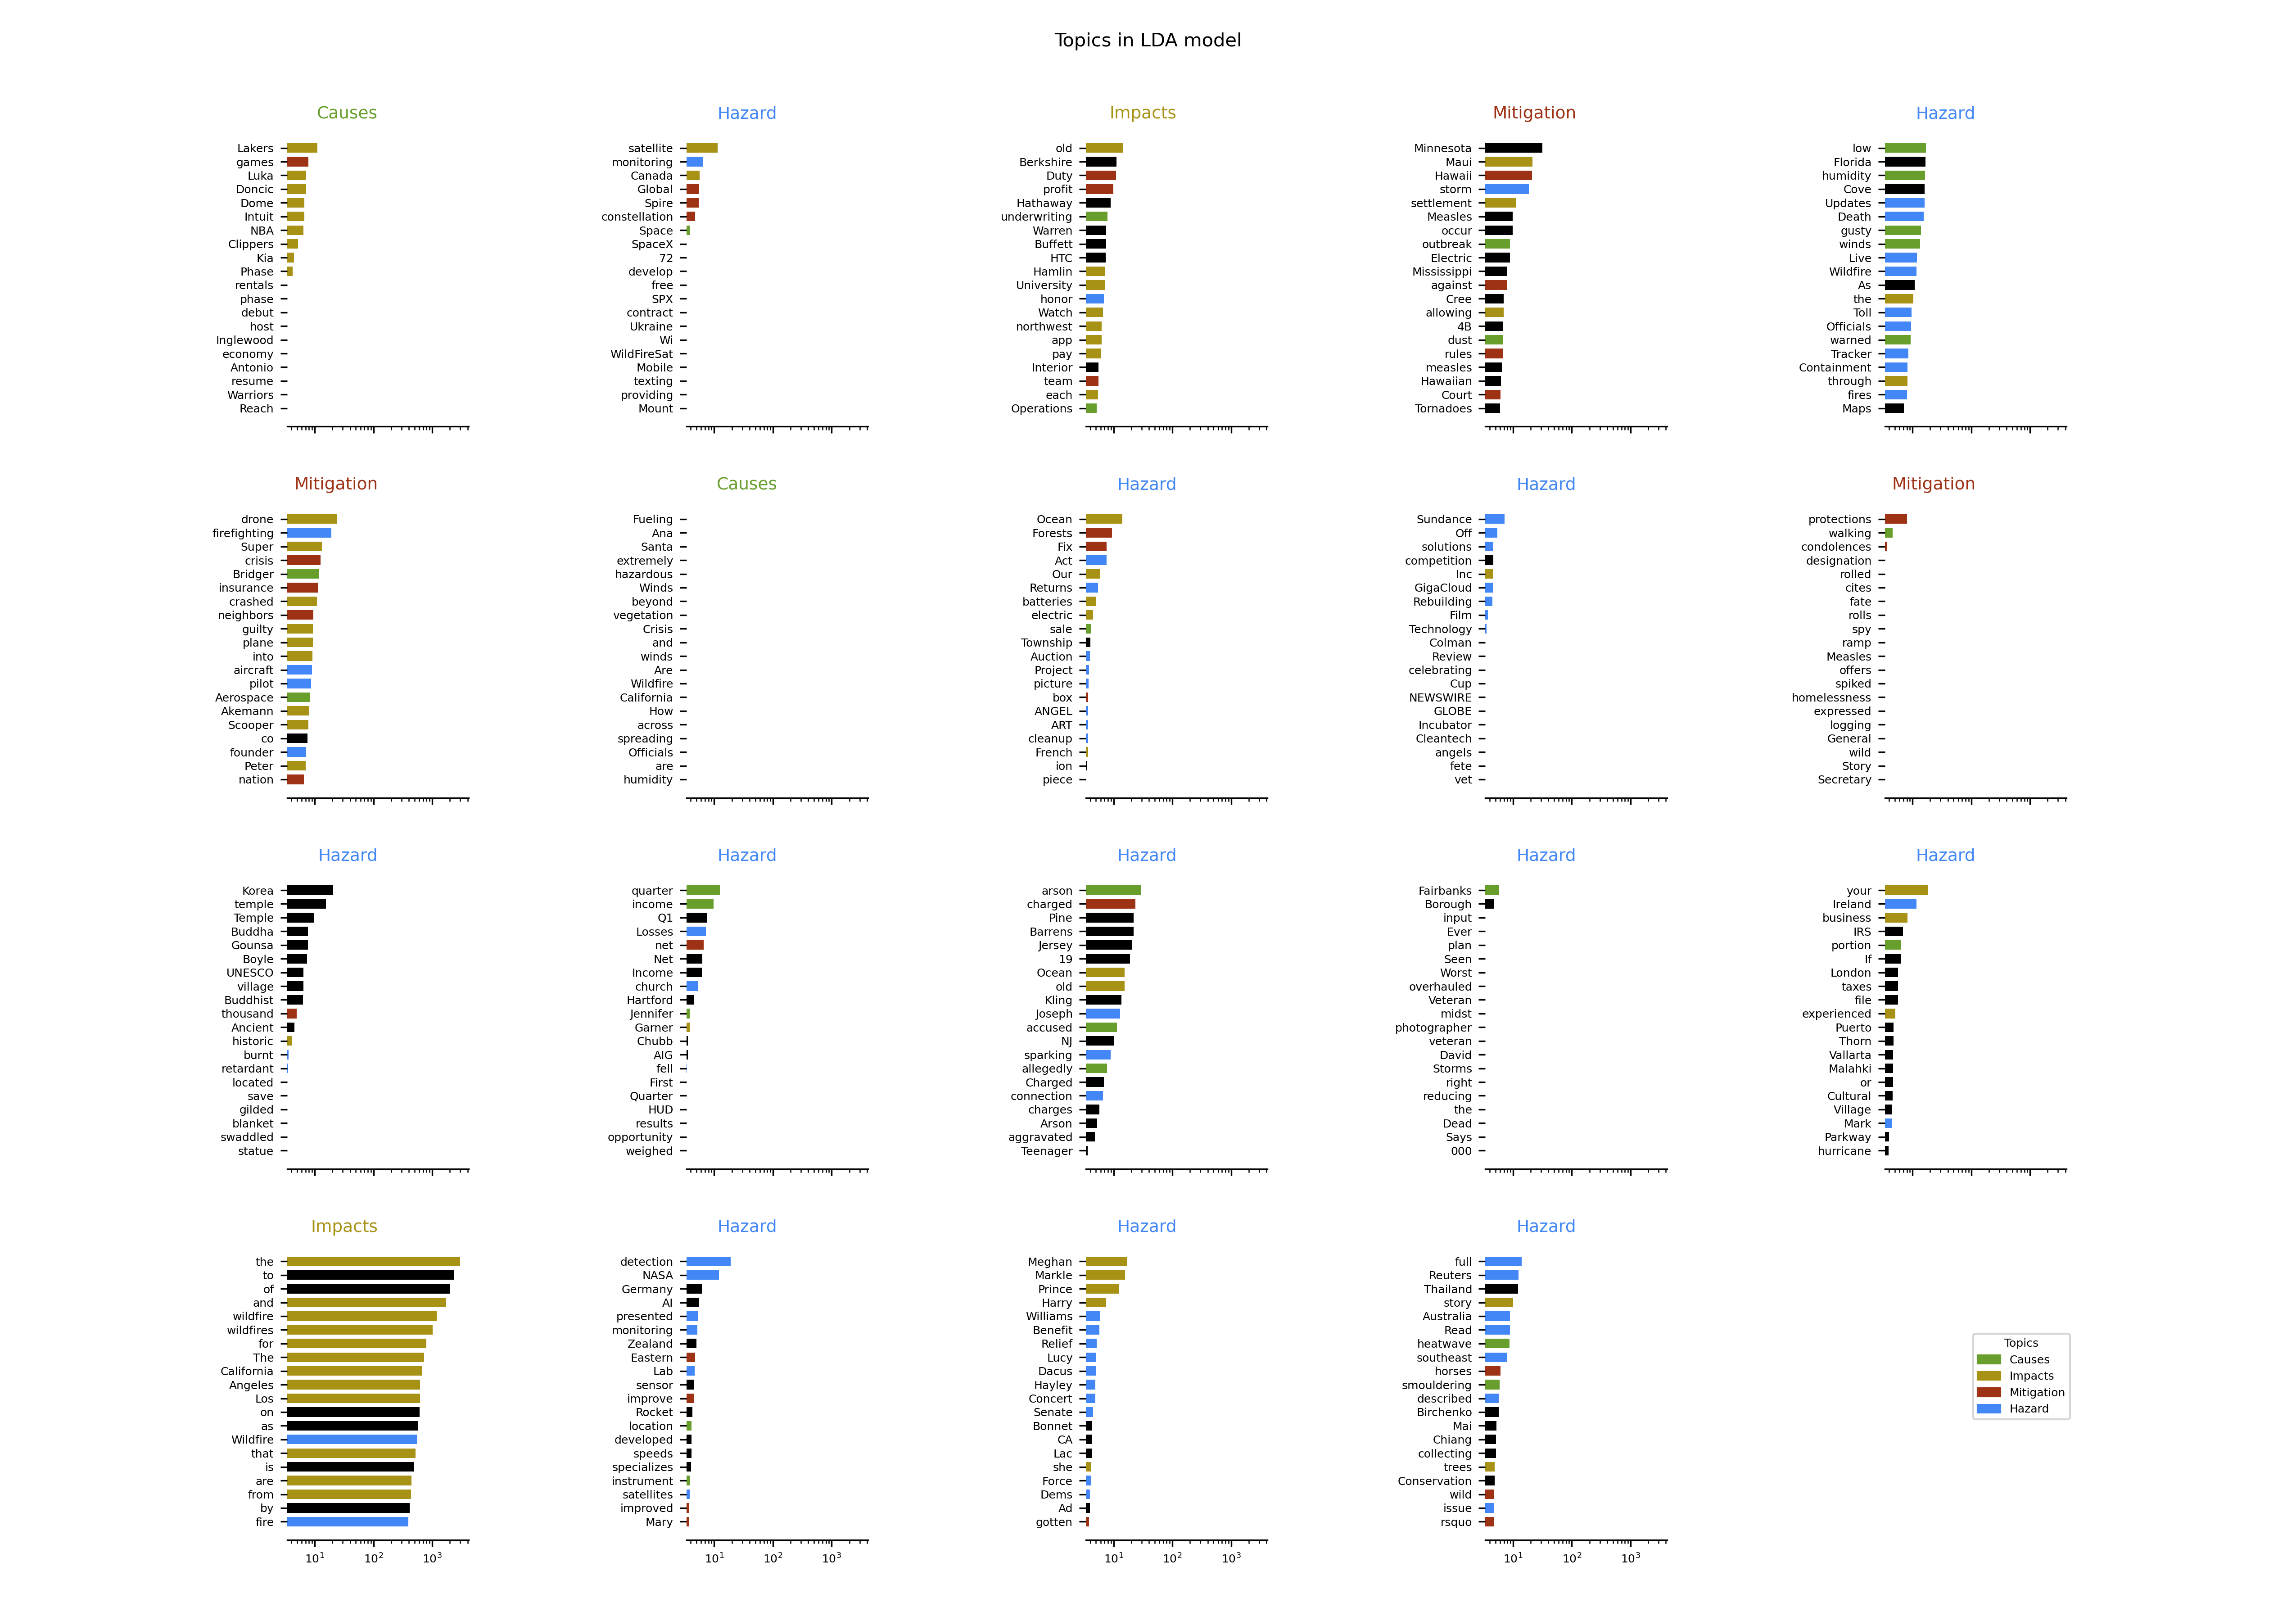 Topics in LDA model
Causes
Lakers
games
Luka
Doncic
Dome
Intuit
NBA
Clippers
Kia
Phase
rentals
phase
debut
host
Inglewood
economy
Antonio
resume
Warriors
Reach
Hazard
satellite
monitoring
Canada
Global
Spire
constellation
Space
SpaceX
72
develop
free
SPX
contract
Ukraine
Wi
WildFireSat
Mobile
texting
providing
Mount
Impacts
old
Berkshire
Duty
profit
Hathaway
underwriting
Warren
Buffett
HTC
Hamlin
University
honor
Watch
northwest
app
pay
Interior
team
each
Operations
Mitigation
Minnesota
Maui
Hawaii
storm
settlement
Measles
occur
outbreak
Electric
Mississippi
against
Cree
allowing
4B
dust
rules
measles
Hawaiian
Court
Tornadoes
Hazard
low
Florida
humidity
Cove
Updates
Death
gusty
winds
Live
Wildfire
As
the
Toll
Officials
warned
Tracker
Containment
through
fires
Maps
Mitigation
drone
firefighting
Super
crisis
Bridger
insurance
crashed
neighbors
guilty
plane
into
aircraft
pilot
Aerospace
Akemann
Scooper
co
founder
Peter
nation
Causes
Fueling
Ana
Santa
extremely
hazardous
Winds
beyond
vegetation
Crisis
and
winds
Are
Wildfire
California
How
across
spreading
Officials
are
humidity
Hazard
Ocean
Forests
Fix
Act
Our
Returns
batteries
electric
sale
Township
Auction
Project
picture
box
ANGEL
ART
cleanup
French
ion
piece
Hazard
Sundance
Off
solutions
competition
Inc
GigaCloud
Rebuilding
Film
Technology
Colman
Review
celebrating
Cup
NEWSWIRE
GLOBE
Incubator
Cleantech
angels
fete
vet
Mitigation
protections
walking
condolences
designation
rolled
cites
fate
rolls
spy
ramp
Measles
offers
spiked
homelessness
expressed
logging
General
wild
Story
Secretary
Hazard
Korea
temple
Temple
Buddha
Gounsa
Boyle
UNESCO
village
Buddhist
thousand
Ancient
historic
burnt
retardant
located
save
gilded
blanket
swaddled
statue
Hazard
quarter
income
Q1
Losses
net
Net
Income
church
Hartford
Jennifer
Garner
Chubb
AIG
fell
First
Quarter
HUD
results
opportunity
weighed
Hazard
arson
charged
Pine
Barrens
Jersey
19
Ocean
old
Kling
Joseph
accused
NJ
sparking
allegedly
Charged
connection
charges
Arson
aggravated
Teenager
Hazard
Fairbanks
Borough
input
Ever
plan
Seen
Worst
overhauled
Veteran
midst
photographer
veteran
David
Storms
right
reducing
the
Dead
Says
000
Hazard
your
Ireland
business
IRS
portion
If
London
taxes
file
experienced
Puerto
Thorn
Vallarta
Malahki
or
Cultural
Village
Mark
Parkway
hurricane
Impacts
the
to
of
and
wildfire
wildfires
for
The
California
Angeles
Los
on
as
Wildfire
that
is
are
from
by
fire
10¹ 10² 10³
Hazard
detection
NASA
Germany
AI
presented
monitoring
Zealand
Eastern
Lab
sensor
improve
Rocket
location
developed
speeds
specializes
instrument
satellites
improved
Mary
10¹ 10² 10³
Hazard
Meghan
Markle
Prince
Harry
Williams
Benefit
Relief
Lucy
Dacus
Hayley
Concert
Senate
Bonnet
CA
Lac
she
Force
Dems
Ad
gotten
10¹ 10² 10³
Hazard
full
Reuters
Thailand
story
Australia
Read
heatwave
southeast
horses
smouldering
described
Birchenko
Mai
Chiang
collecting
trees
Conservation
wild
issue
rsquo
10¹ 10² 10³
Topics
Causes
Impacts
Mitigation
Hazard